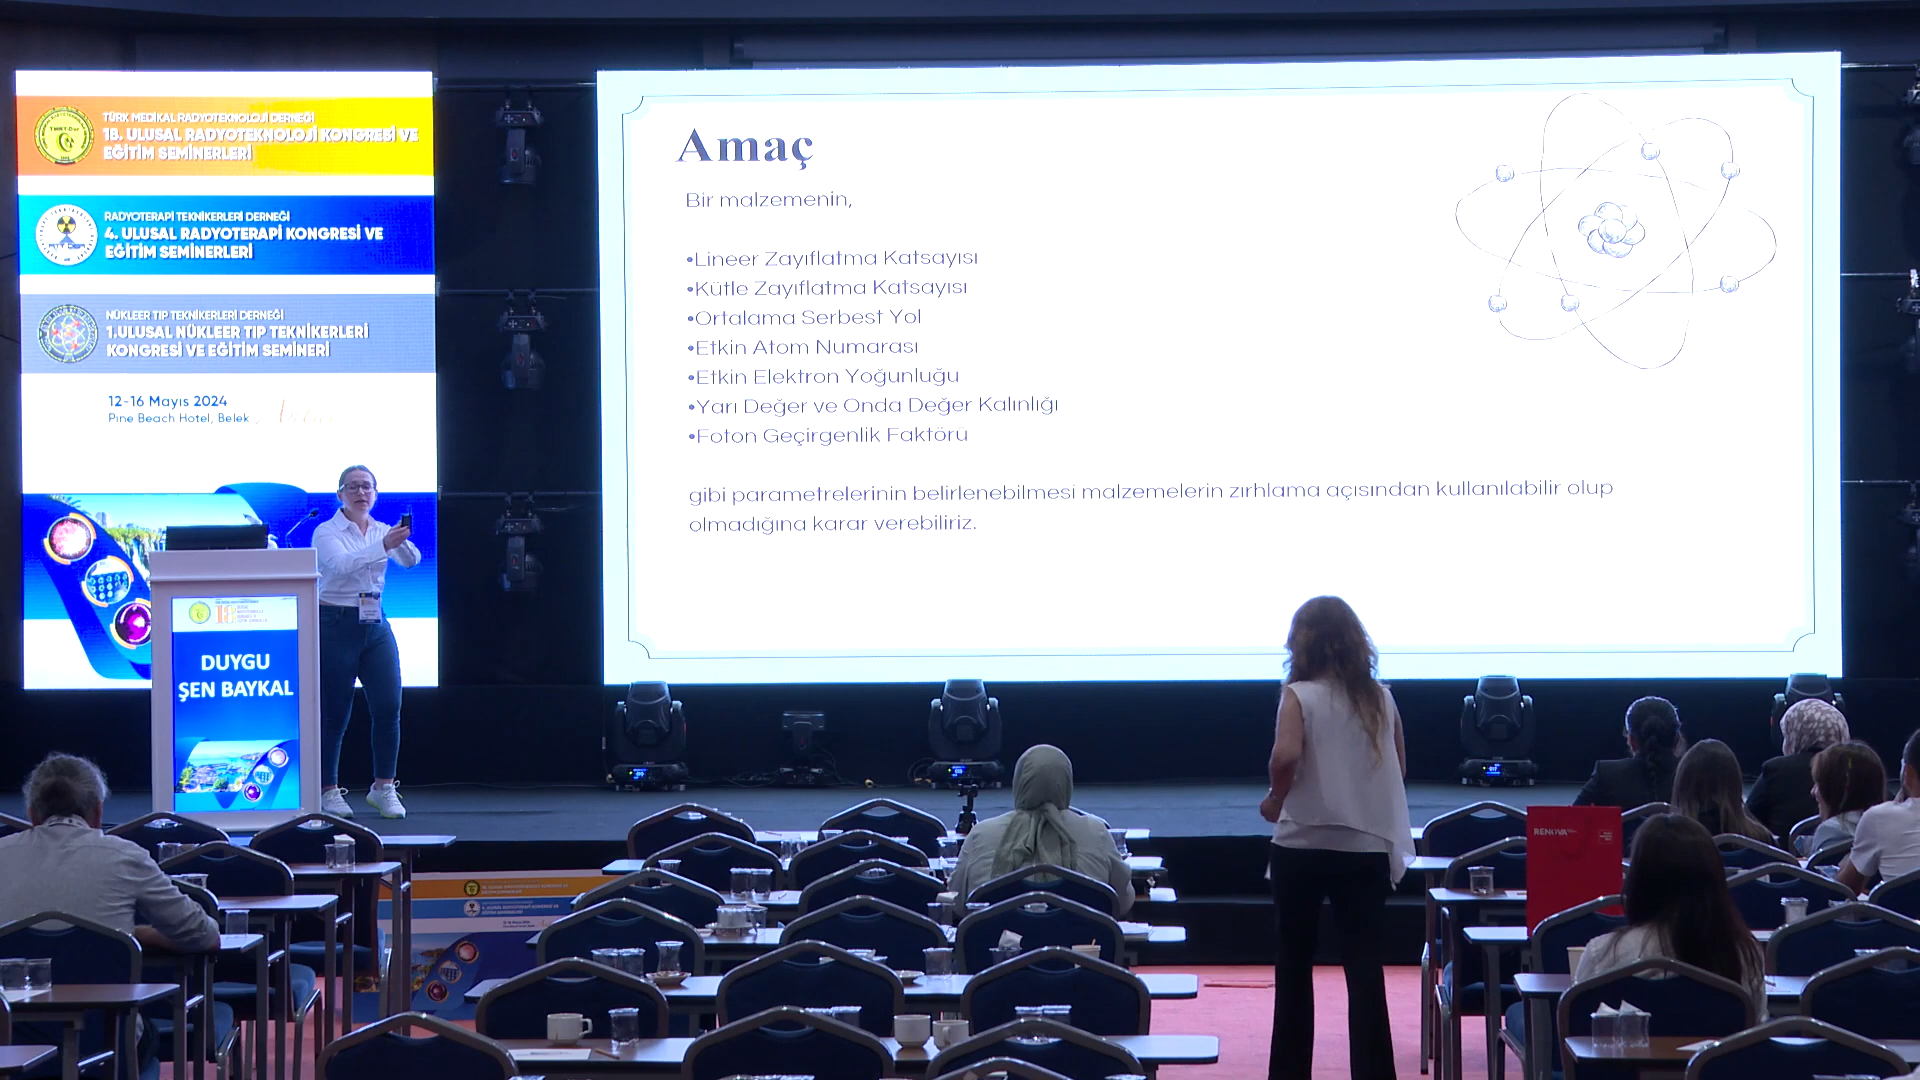 TÜRK MEDİKAL RADYOTEKNOLOJİ DERNEĞİ
18. ULUSAL RADYOTEKNOLOJİ KONGRESİ VE
EĞİTİM SEMİNERLERİ
RADYOTERAPİ TEKNİKERLERİ DERNEĞİ
4. ULUSAL RADYOTERAPİ KONGRESİ VE
EĞİTİM SEMİNERLERİ
NÜKLEER TIP TEKNİKERLERİ DERNEĞİ
1.ULUSAL NÜKLEER TIP TEKNİKERLERİ
KONGRESİ VE EĞİTİM SEMİNERİ
12-16 Mayıs 2024
Pine Beach Hotel, Belek
Amaç
Bir malzemenin,
•Lineer Zayıflatma Katsayısı
•Kütle Zayıflatma Katsayısı
•Ortalama Serbest Yol
•Etkin Atom Numarası
•Etkin Elektron Yoğunluğu
•Yarı Değer ve Onda Değer Kalınlığı
•Foton Geçirgenlik Faktörü
gibi parametrelerinin belirlenebilmesi malzemelerin zırhlama açısından kullanılabilir olup
olmadığına karar verebiliriz.
18
DUYGU
ŞEN BAYKAL
RENOVA